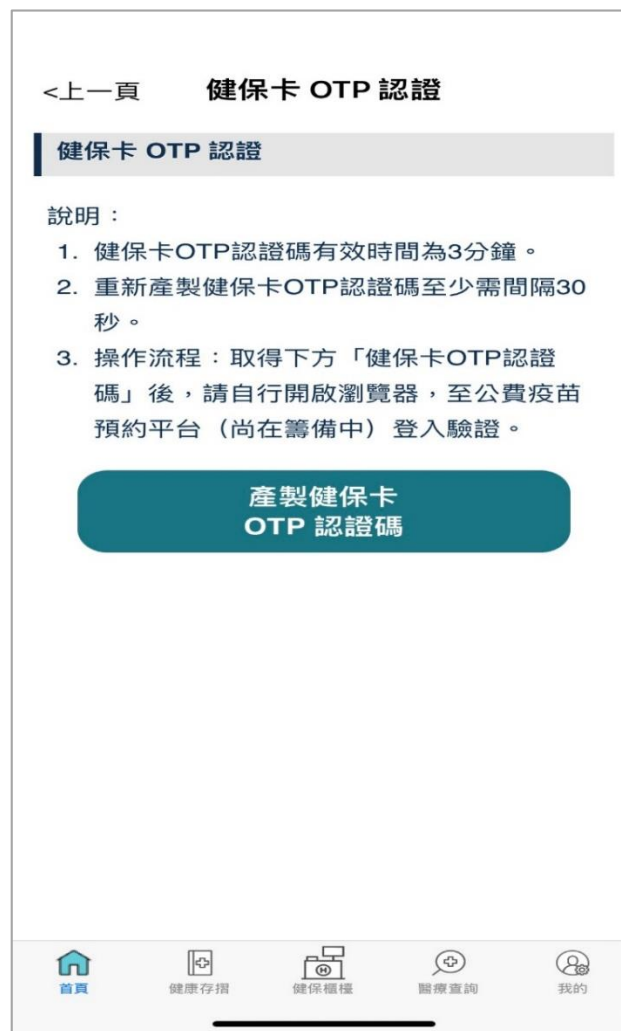 <上一頁 健保卡 OTP 認證
健保卡 OTP 認證
說明：
1. 健保卡OTP認證碼有效時間為3分鐘。
2. 重新產製健保卡OTP認證碼至少需間隔30
秒。
3. 操作流程：取得下方「健保卡OTP認證
碼」後，請自行開啟瀏覽器，至公費疫苗
預約平台（尚在籌備中）登入驗證。
產製健保卡
OTP 認證碼
首頁 健康存摺 健保櫃檯 醫療查詢 我的